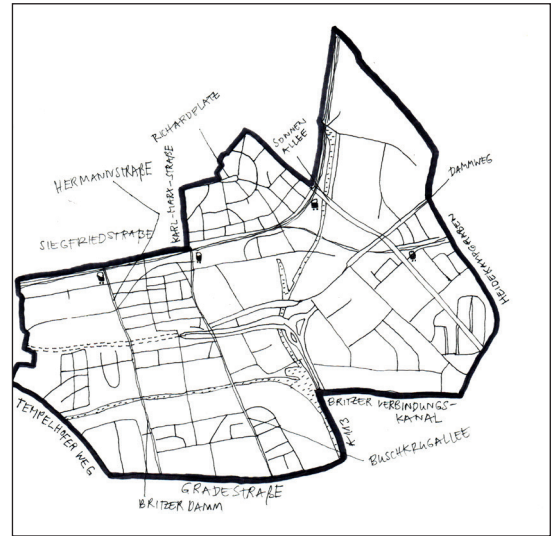 RICHARDPLATZ
SONNEN
ALLEE
HERMANNSTRAßE
KARL-MARX-STRAßE
DAMMWEG
SIEGFRIEDSTRAßE
HEIDEKAMPGRABEN
TEMPELHOFER WEG
BRITZER VERBINDUNGS-
KANAL
A 113
BUSCHKRUGALLEE
GRADESTRAßE
BRITZER DAMM